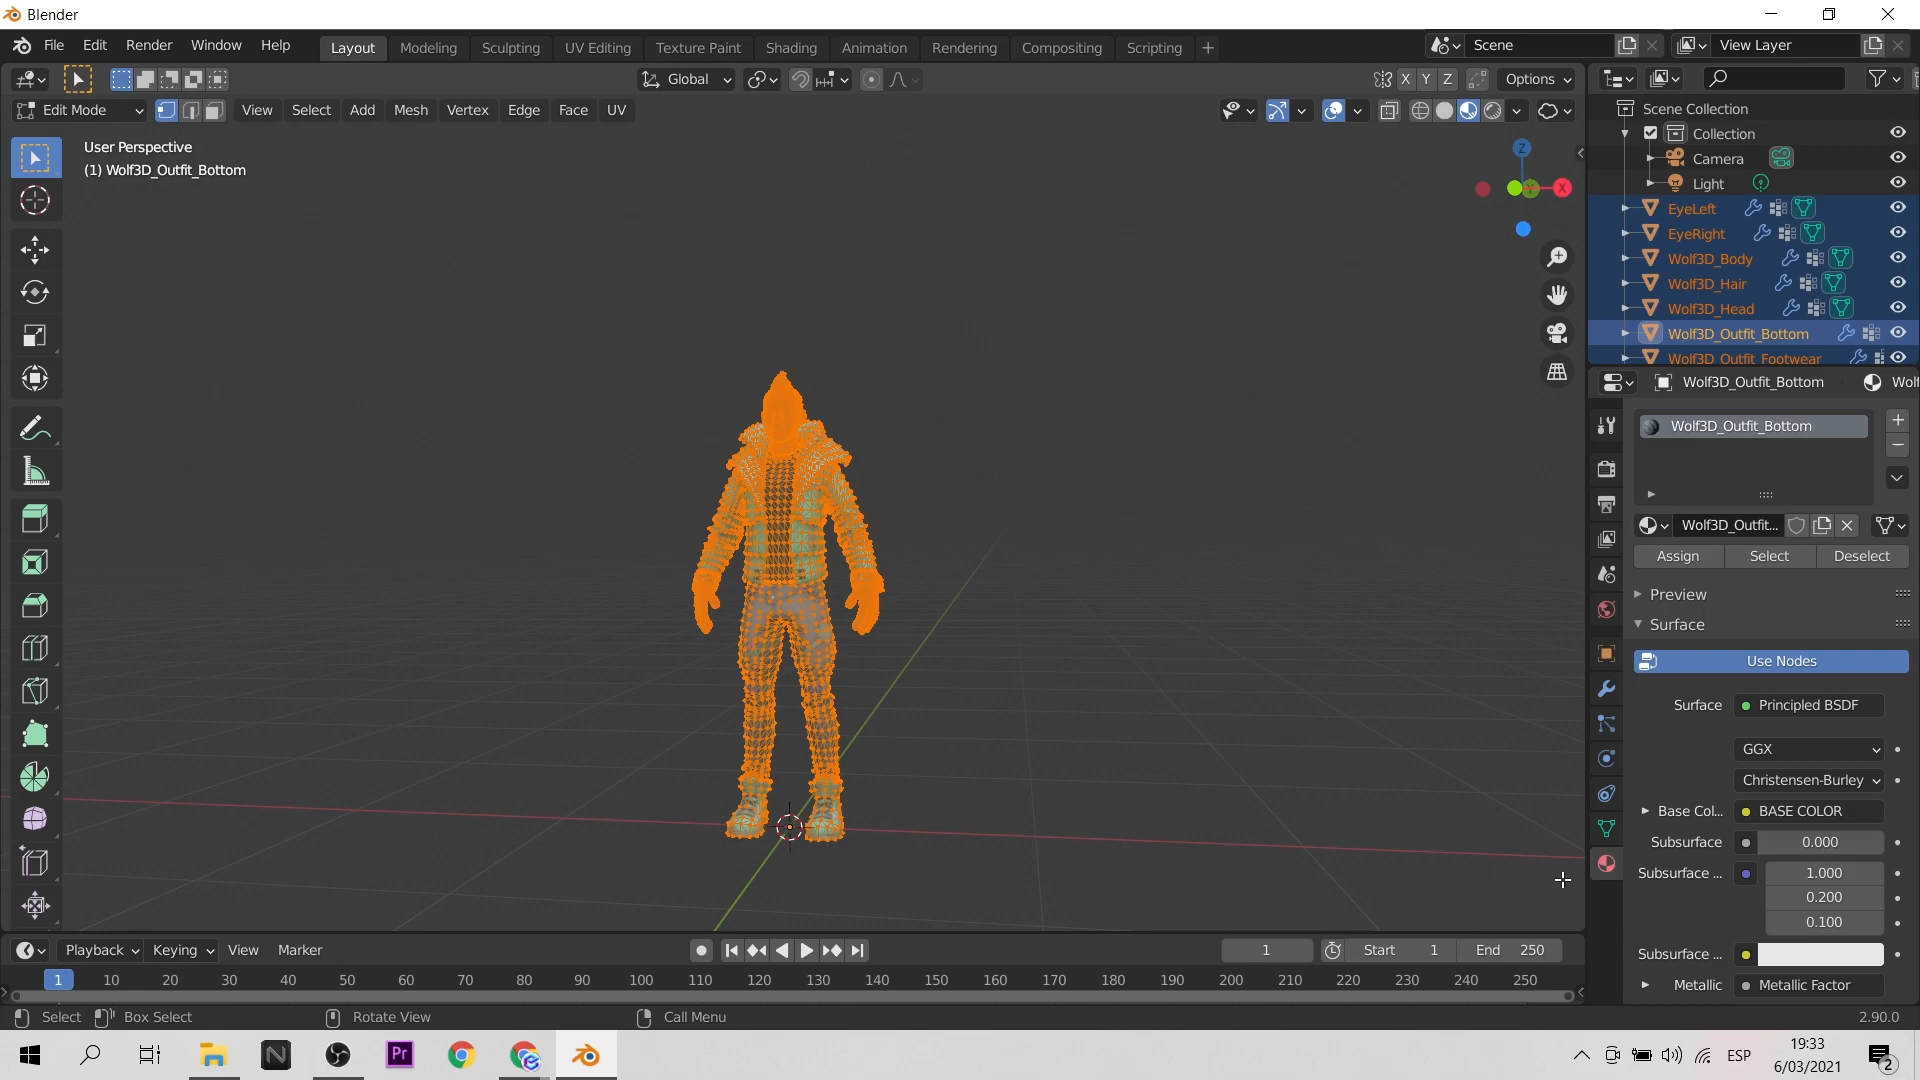 Blender
File Edit Render Window Help Layout Modeling Sculpting UV Editing Texture Paint Shading Animation Rendering Compositing Scripting + Scene View Layer
Global X Y Z Options
Edit Mode View Select Add Mesh Vertex Edge Face UV
User Perspective
(1) Wolf3D_Outfit_Bottom
Z
X
Scene Collection
Collection
Camera
Light
EyeLeft
EyeRight
Wolf3D_Body
Wolf3D_Hair
Wolf3D_Head
Wolf3D_Outfit_Bottom
Wolf3D_Outfit_Footwear
Wolf3D_Outfit_Bottom Wolf
Wolf3D_Outfit_Bottom
Wolf3D_Outfit...
Assign Select Deselect
Preview
Surface
Use Nodes
Surface Principled BSDF
GGX
Christensen-Burley
Base Col... BASE COLOR
Subsurface 0.000
Subsurface ... 1.000
0.200
0.100
Subsurface ...
Metallic Metallic Factor
Playback Keying View Marker 1 Start 1 End 250
1 10 20 30 40 50 60 70 80 90 100 110 120 130 140 150 160 170 180 190 200 210 220 230 240 250
Select Box Select Rotate View Call Menu 2.90.0
N Pr ESP 19:33
6/03/2021 2